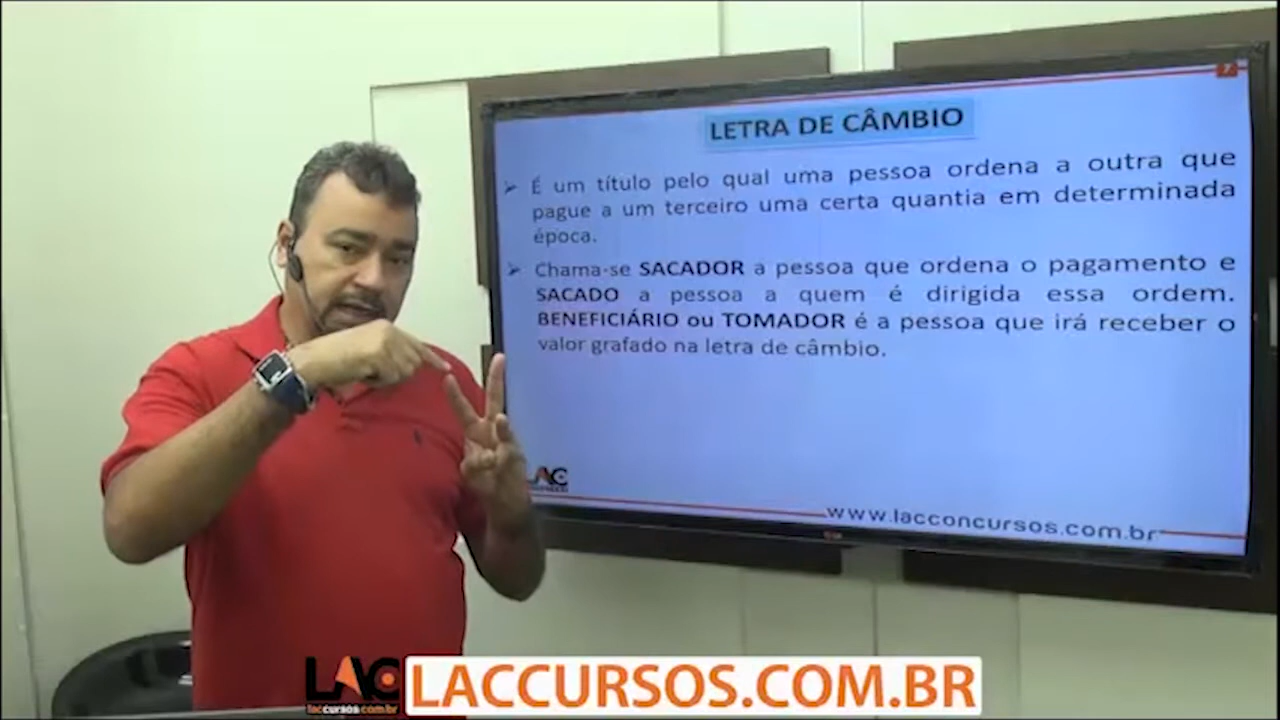 7
LETRA DE CÂMBIO
➢ É um título pelo qual uma pessoa ordena a outra que
pague a um terceiro uma certa quantia em determinada
época.
➢ Chama-se SACADOR a pessoa que ordena o pagamento e
SACADO a pessoa a quem é dirigida essa ordem.
BENEFICIÁRIO ou TOMADOR é a pessoa que irá receber o
valor grafado na letra de câmbio.
LAC
www.lacconcursos.com.br
LAC
laccursos.com.br
LACCURSOS.COM.BR